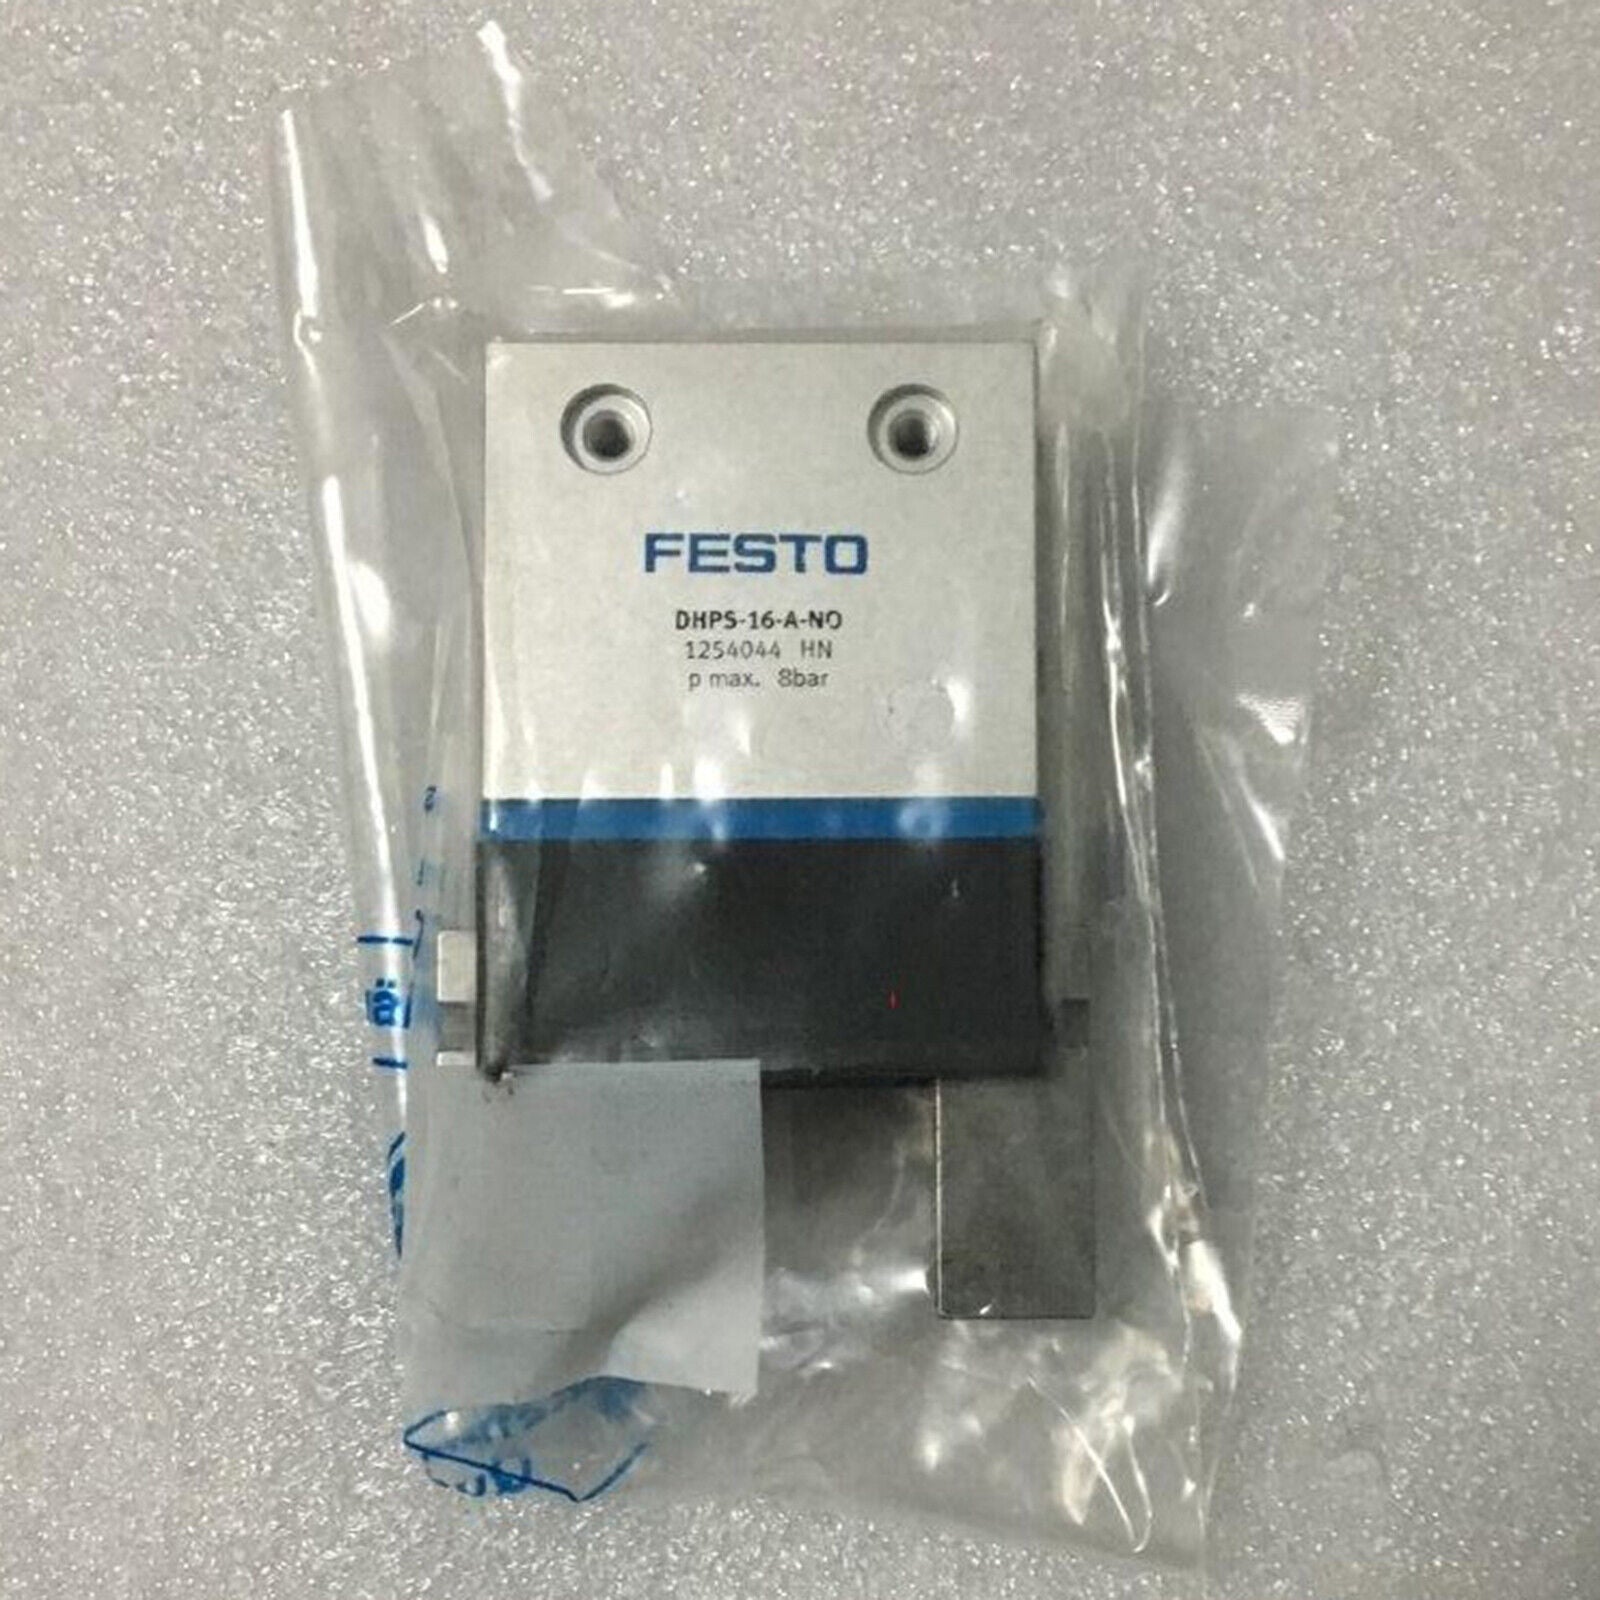 FESTO
DHPS-16-A-NO
1254044 HN
p max. 8bar